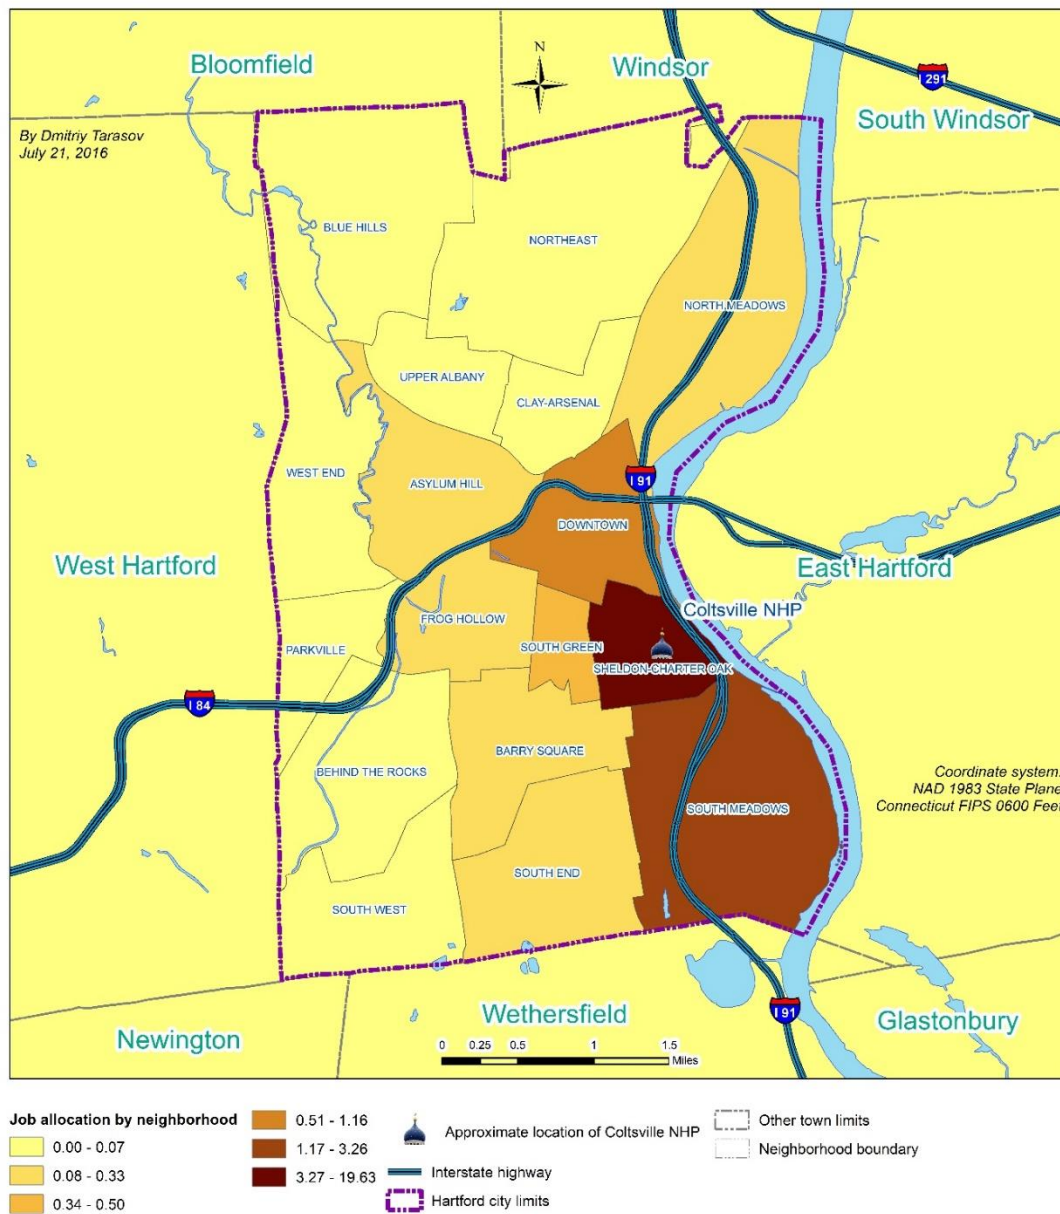 Bloomfield
N
Windsor
I 291
South Windsor
By Dmitriy Tarasov
July 21, 2016
BLUE HILLS
NORTHEAST
NORTH MEADOWS
UPPER ALBANY
CLAY-ARSENAL
WEST END
ASYLUM HILL
I 91
DOWNTOWN
West Hartford
East Hartford
Coltsville NHP
FROG HOLLOW
PARKVILLE
SOUTH GREEN
SHELDON-CHARTER OAK
I 84
BARRY SQUARE
BEHIND THE ROCKS
Coordinate system:
NAD 1983 State Plane
Connecticut FIPS 0600 Feet
SOUTH MEADOWS
SOUTH END
SOUTH WEST
I 91
Wethersfield
Glastonbury
Newington
0 0.25 0.5 1 1.5
Miles
Job allocation by neighborhood
0.00 - 0.07
0.08 - 0.33
0.34 - 0.50
0.51 - 1.16
1.17 - 3.26
3.27 - 19.63
Approximate location of Coltsville NHP
Interstate highway
Hartford city limits
Other town limits
Neighborhood boundary